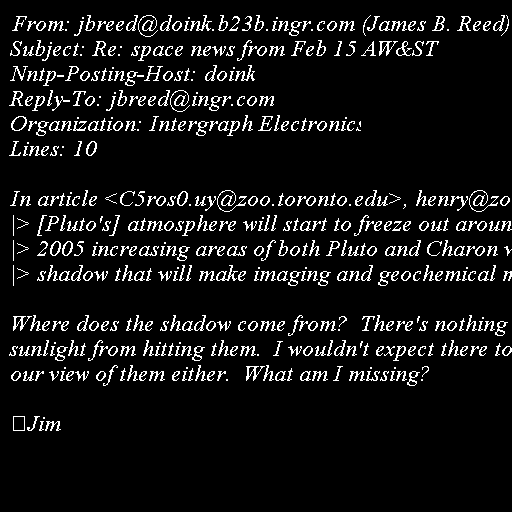 From: jbreed@doink.b23b.ingr.com (James B. Reed)
Subject: Re: space news from Feb 15 AW&ST
Nntp-Posting-Host: doink
Reply-To: jbreed@ingr.com
Organization: Intergraph Electronics
Lines: 10

In article <C5ros0.uy@zoo.toronto.edu>, henry@zo
|> [Pluto's] atmosphere will start to freeze out aroun
|> 2005 increasing areas of both Pluto and Charon w
|> shadow that will make imaging and geochemical m

Where does the shadow come from?  There's nothing
sunlight from hitting them.  I wouldn't expect there to
our view of them either.  What am I missing?

Jim